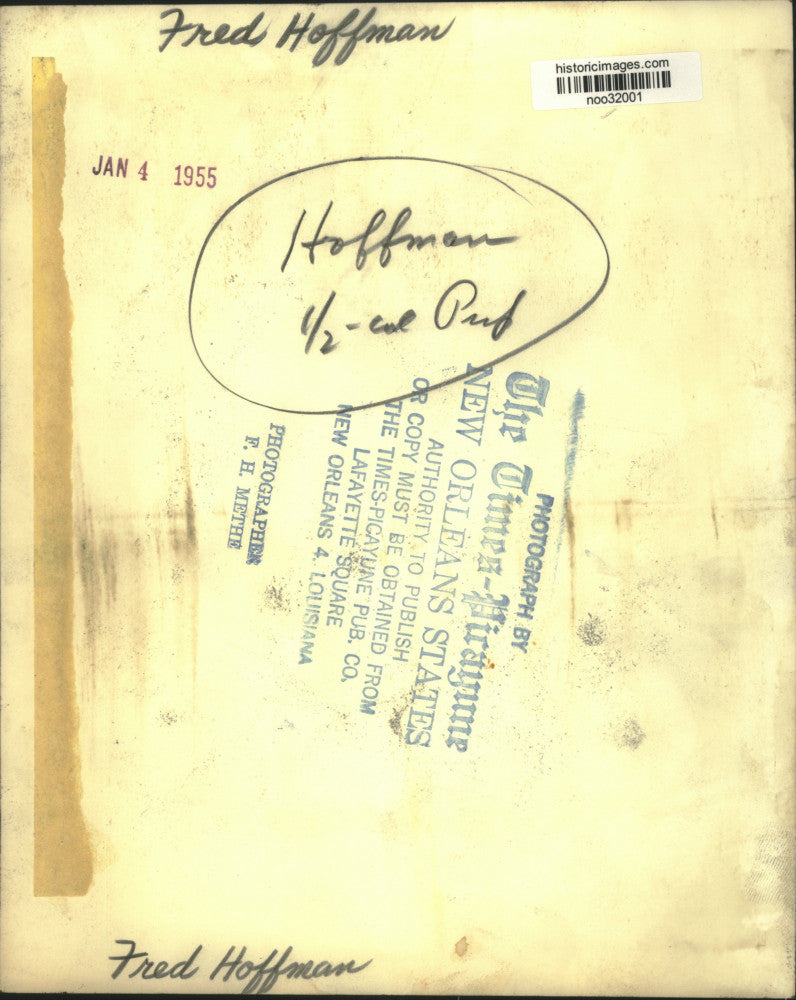 Fred Hoffman
historicimages.com
noo32001
JAN 4 1955
Hoffman
1/2-col
PHOTOGRAPH BY
The Times-Picayune
NEW ORLEANS STATES
AUTHORITY TO PUBLISH
OR COPY MUST BE OBTAINED FROM
THE TIMES-PICAYUNE PUB. CO.
LAFAYETTE SQUARE
NEW ORLEANS 4, LOUISIANA
PHOTOGRAPHER
F. H. METHE
Fred Hoffman